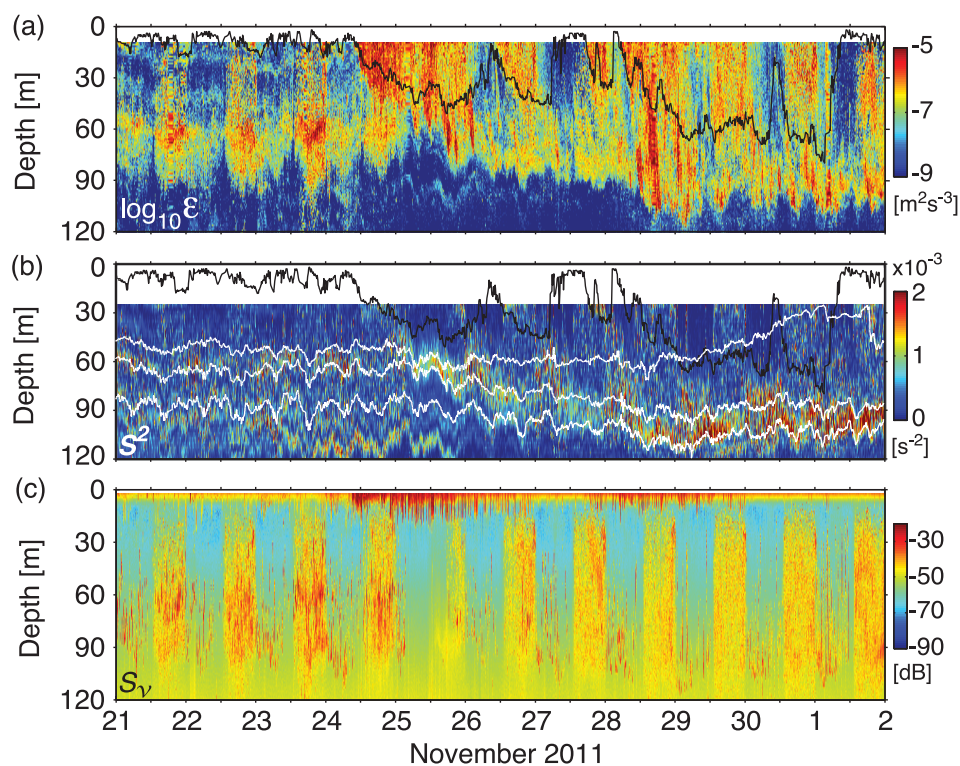 (a)
0
30
60
90
120
Depth [m]
log10 ε
-5
-7
-9
[m²s⁻³]
(b)
0
30
60
90
120
Depth [m]
S²
x10⁻³
2
1
0
[s⁻²]
(c)
0
30
60
90
120
Depth [m]
Sν
-30
-50
-70
-90
[dB]
21 22 23 24 25 26 27 28 29 30 1 2
November 2011